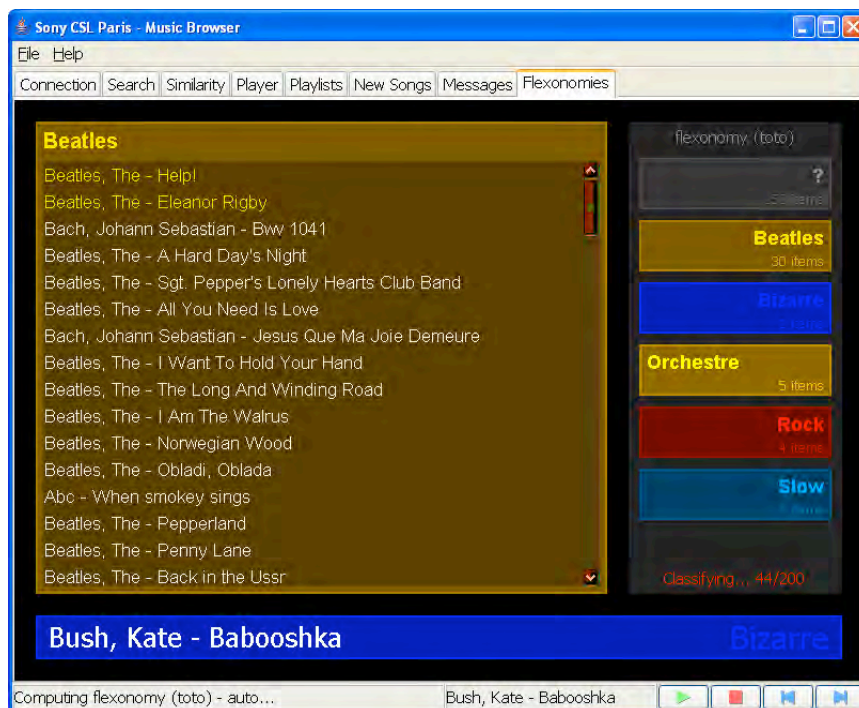 Sony CSL Paris - Music Browser
File Help
Connection Search Similarity Player Playlists New Songs Messages Flexonomies
Beatles
Beatles, The - Help!
Beatles, The - Eleanor Rigby
Bach, Johann Sebastian - Bwv 1041
Beatles, The - A Hard Day's Night
Beatles, The - Sgt. Pepper's Lonely Hearts Club Band
Beatles, The - All You Need Is Love
Bach, Johann Sebastian - Jesus Que Ma Joie Demeure
Beatles, The - I Want To Hold Your Hand
Beatles, The - The Long And Winding Road
Beatles, The - I Am The Walrus
Beatles, The - Norwegian Wood
Beatles, The - Obladi, Oblada
Abc - When smokey sings
Beatles, The - Pepperland
Beatles, The - Penny Lane
Beatles, The - Back in the Ussr
flexonomy (toto)
?
items
Beatles
30 items
Bizarre
items
Orchestre
5 items
Rock
4 items
Slow
items
Classifying... 44/200
Bush, Kate - Babooshka Bizarre
Computing flexonomy (toto) - auto... Bush, Kate - Babooshka